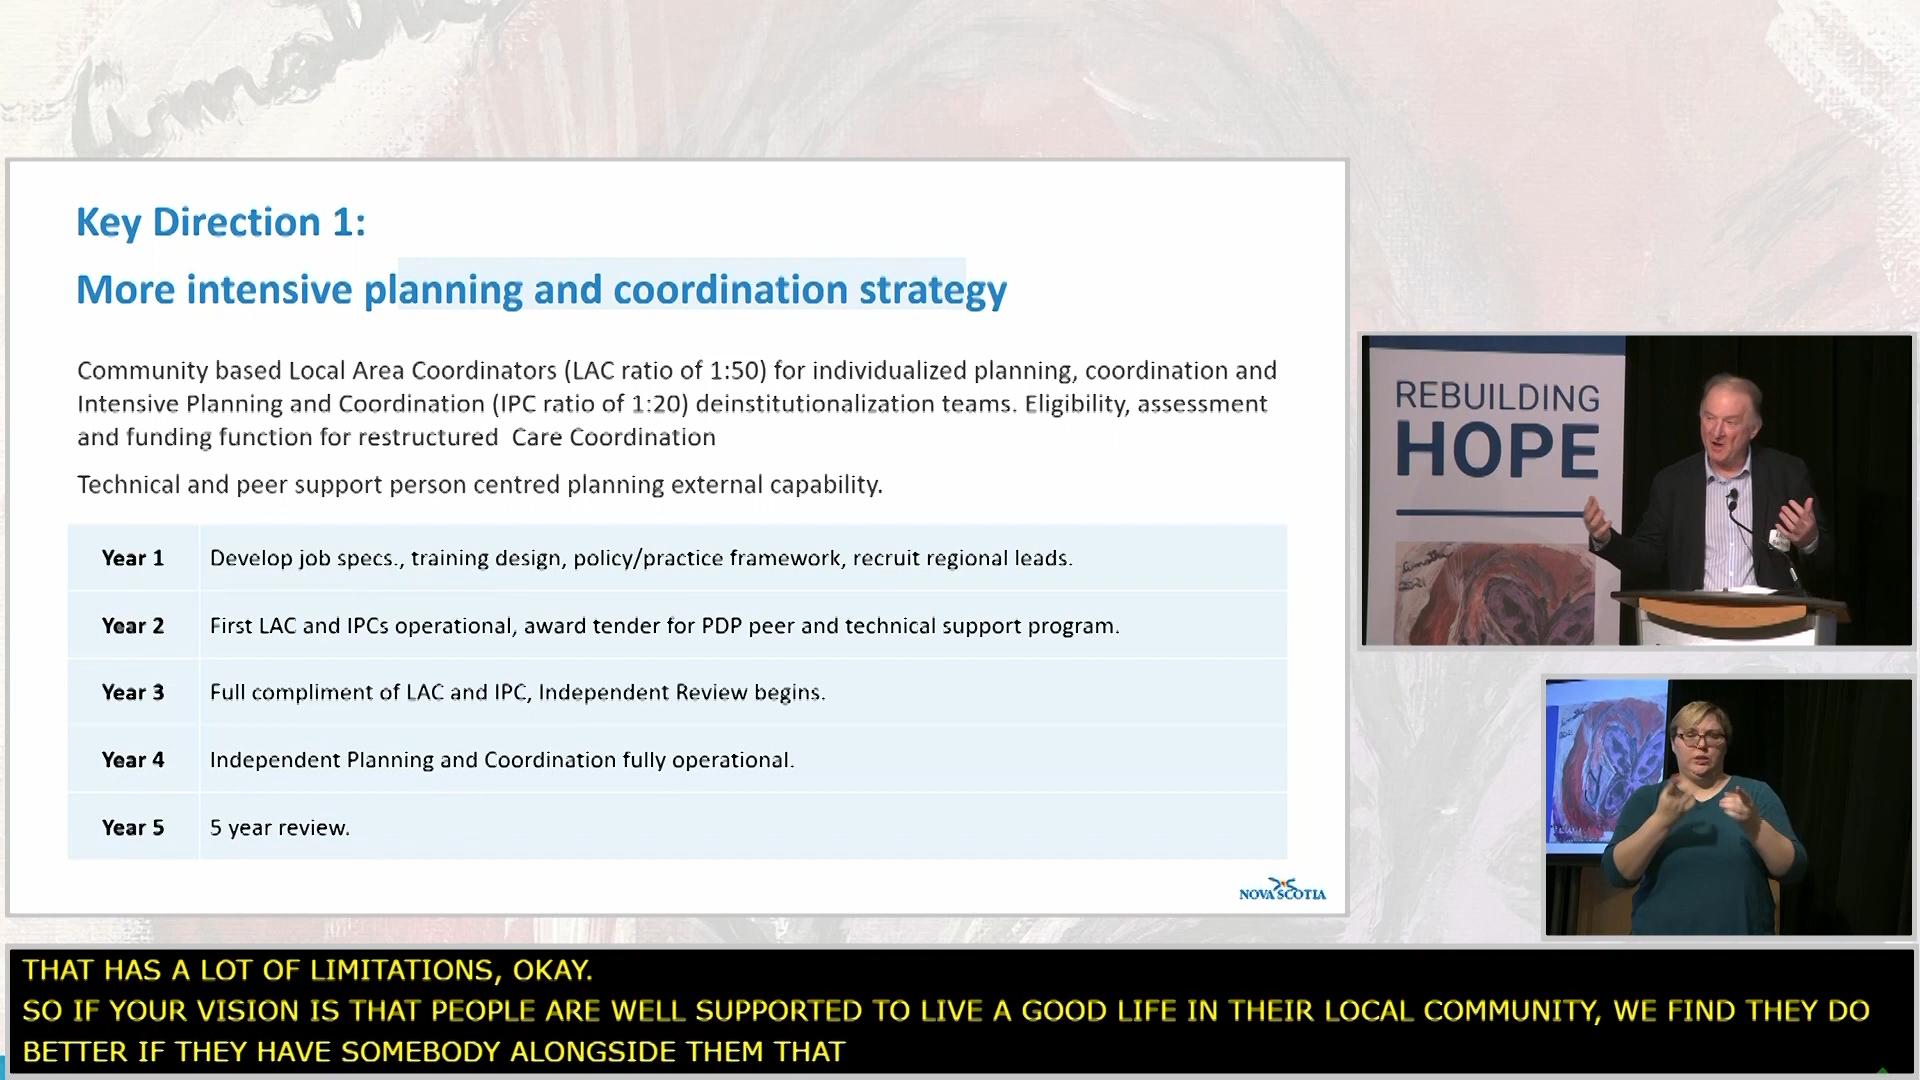 Key Direction 1:
More intensive planning and coordination strategy
Community based Local Area Coordinators (LAC ratio of 1:50) for individualized planning, coordination and
Intensive Planning and Coordination (IPC ratio of 1:20) deinstitutionalization teams. Eligibility, assessment
and funding function for restructured Care Coordination
Technical and peer support person centred planning external capability.
Year 1 Develop job specs., training design, policy/practice framework, recruit regional leads.
Year 2 First LAC and IPCs operational, award tender for PDP peer and technical support program.
Year 3 Full compliment of LAC and IPC, Independent Review begins.
Year 4 Independent Planning and Coordination fully operational.
Year 5 5 year review.
NOVA SCOTIA
REBUILDING
HOPE
THAT HAS A LOT OF LIMITATIONS, OKAY.
SO IF YOUR VISION IS THAT PEOPLE ARE WELL SUPPORTED TO LIVE A GOOD LIFE IN THEIR LOCAL COMMUNITY, WE FIND THEY DO
BETTER IF THEY HAVE SOMEBODY ALONGSIDE THEM THAT